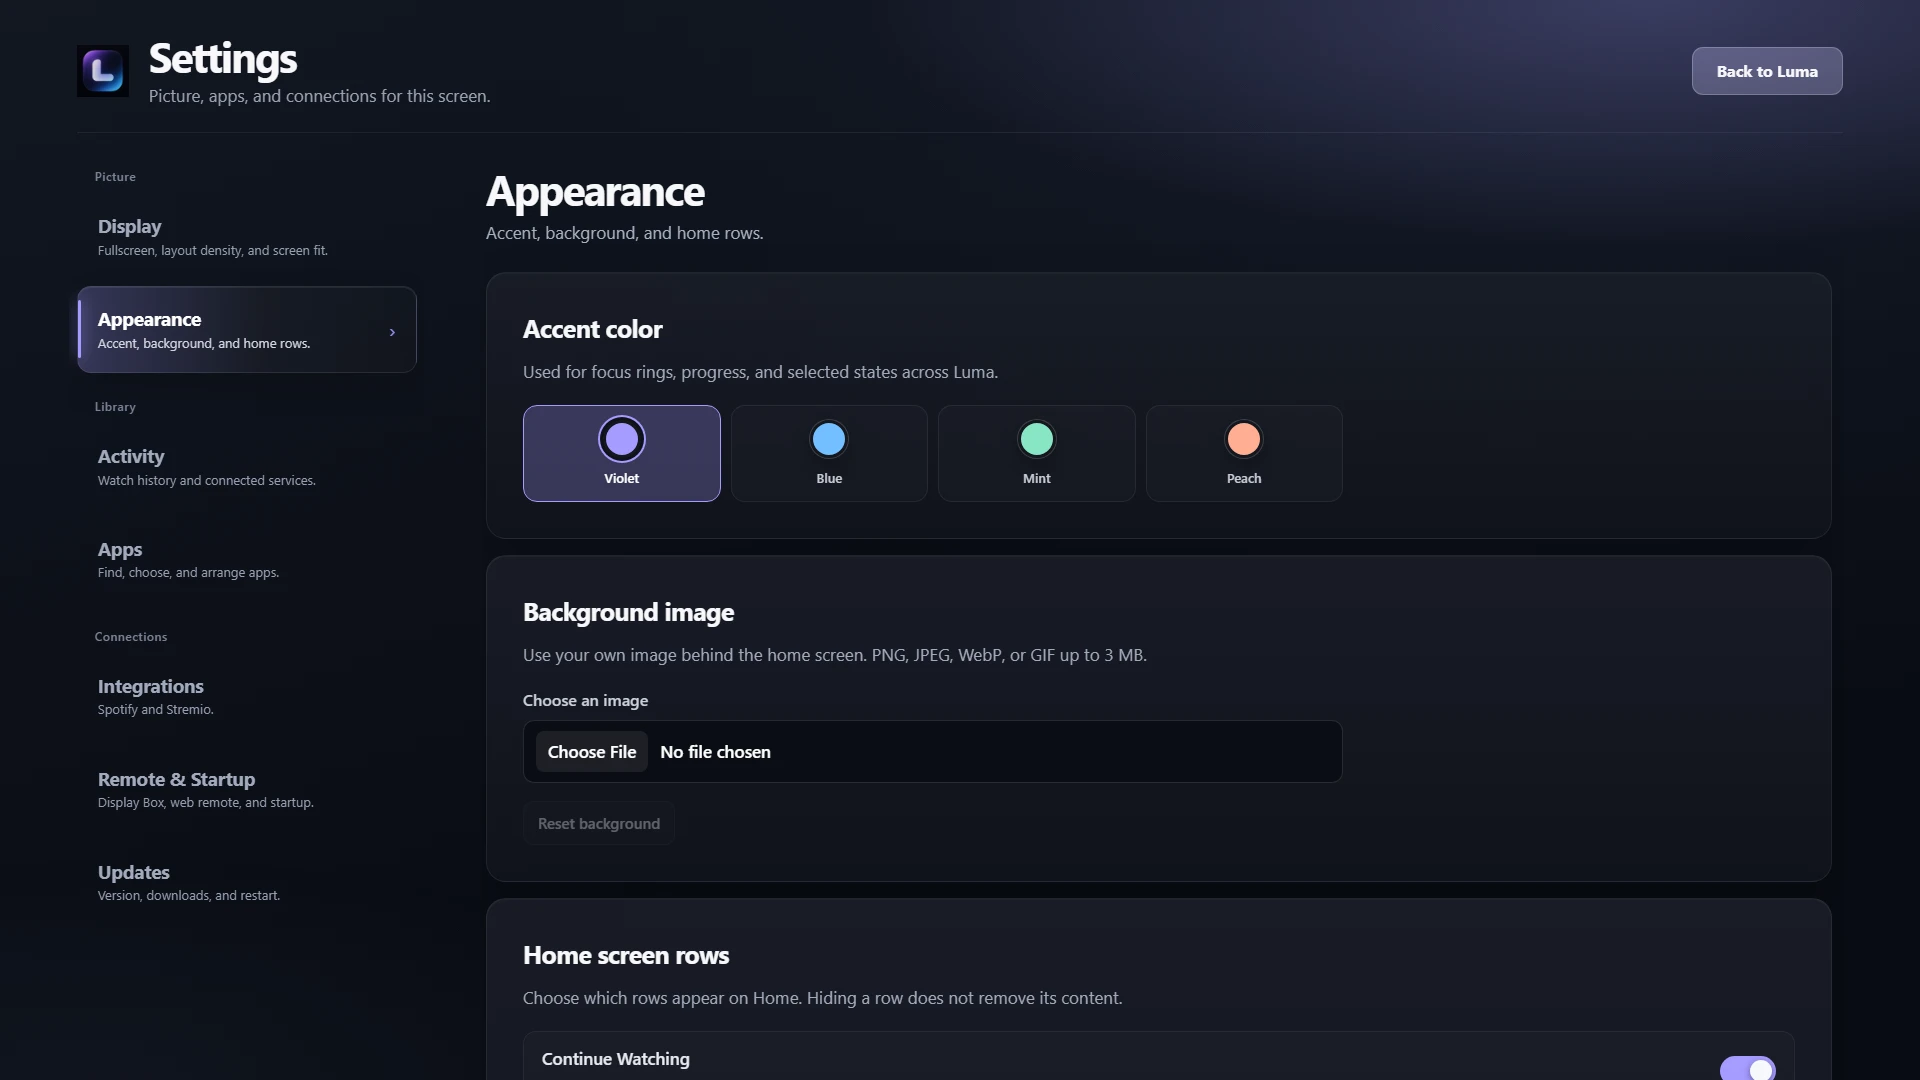 Settings
Picture, apps, and connections for this screen.
Back to Luma
Picture
Display
Fullscreen, layout density, and screen fit.
Appearance
Accent, background, and home rows.
Library
Activity
Watch history and connected services.
Apps
Find, choose, and arrange apps.
Connections
Integrations
Spotify and Stremio.
Remote & Startup
Display Box, web remote, and startup.
Updates
Version, downloads, and restart.
Appearance
Accent, background, and home rows.
Accent color
Used for focus rings, progress, and selected states across Luma.
Violet
Blue
Mint
Peach
Background image
Use your own image behind the home screen. PNG, JPEG, WebP, or GIF up to 3 MB.
Choose an image
Choose File No file chosen
Reset background
Home screen rows
Choose which rows appear on Home. Hiding a row does not remove its content.
Continue Watching